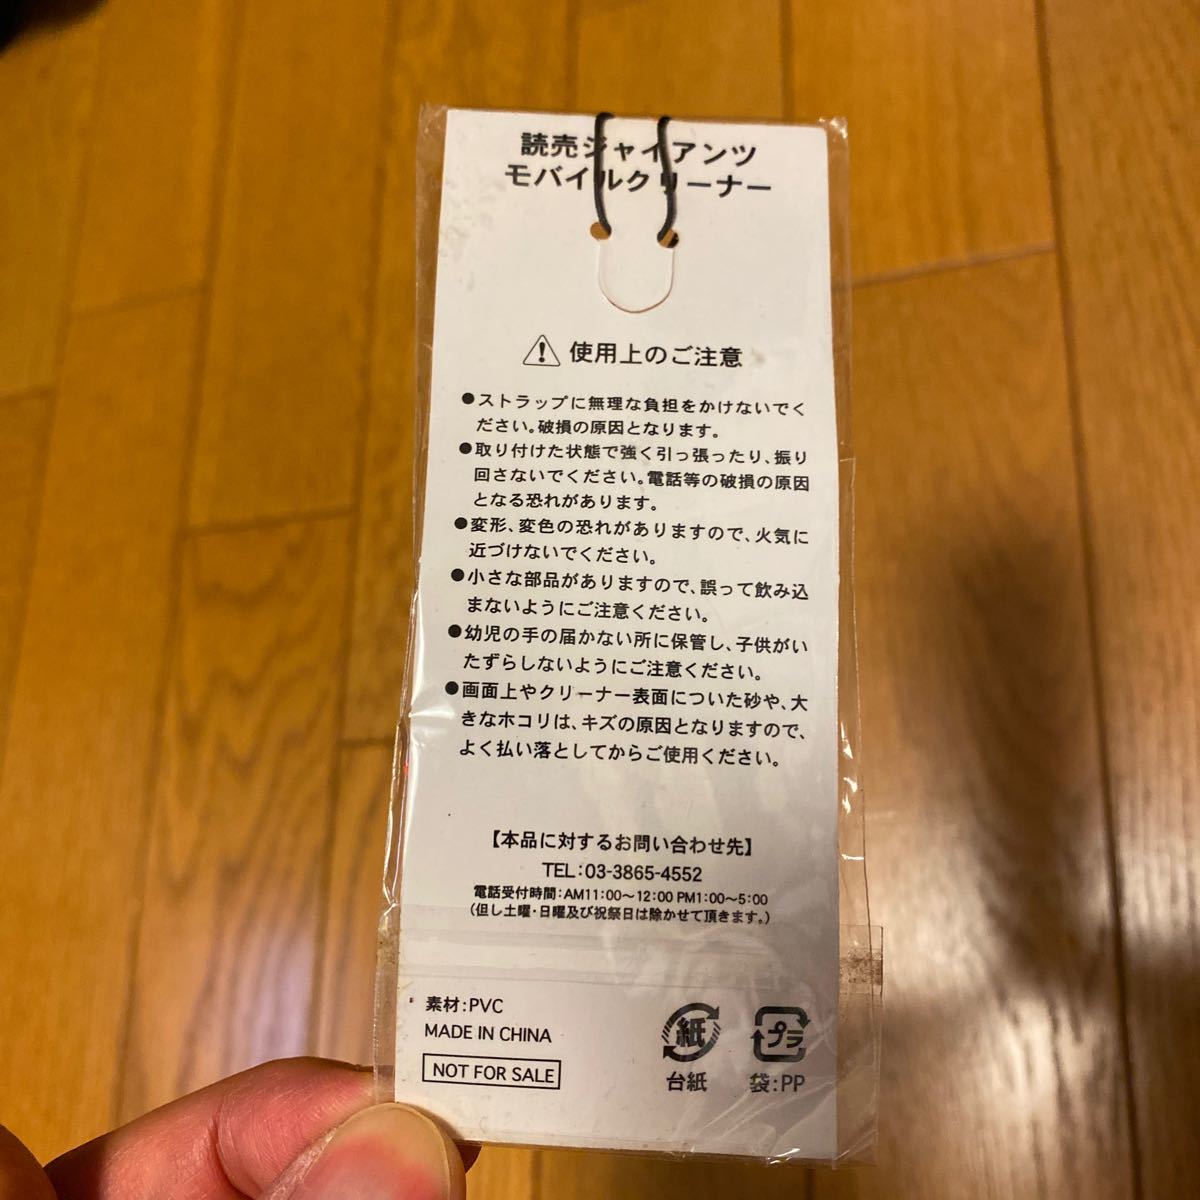 読売ジャイアンツ
モバイルクリーナー
使用上のご注意
●ストラップに無理な負担をかけないでく
ださい。破損の原因となります。
●取り付けた状態で強く引っ張ったり、振り
回さないでください。電話等の破損の原因
となる恐れがあります。
●変形、変色の恐れがありますので、火気に
近づけないでください。
●小さな部品がありますので、誤って飲み込
まないようにご注意ください。
●幼児の手の届かない所に保管し、子供がい
たずらしないようにご注意ください。
●画面上やクリーナー表面についた砂や、大
きなホコリは、キズの原因となりますので、
よく払い落としてからご使用ください。
【本品に対するお問い合わせ先】
TEL:03-3865-4552
電話受付時間:AM11:00～12:00 PM1:00～5:00
(但し土曜・日曜及び祝祭日は除かせて頂きます。)
素材:PVC
MADE IN CHINA
NOT FOR SALE
紙
台紙
プラ
袋:PP